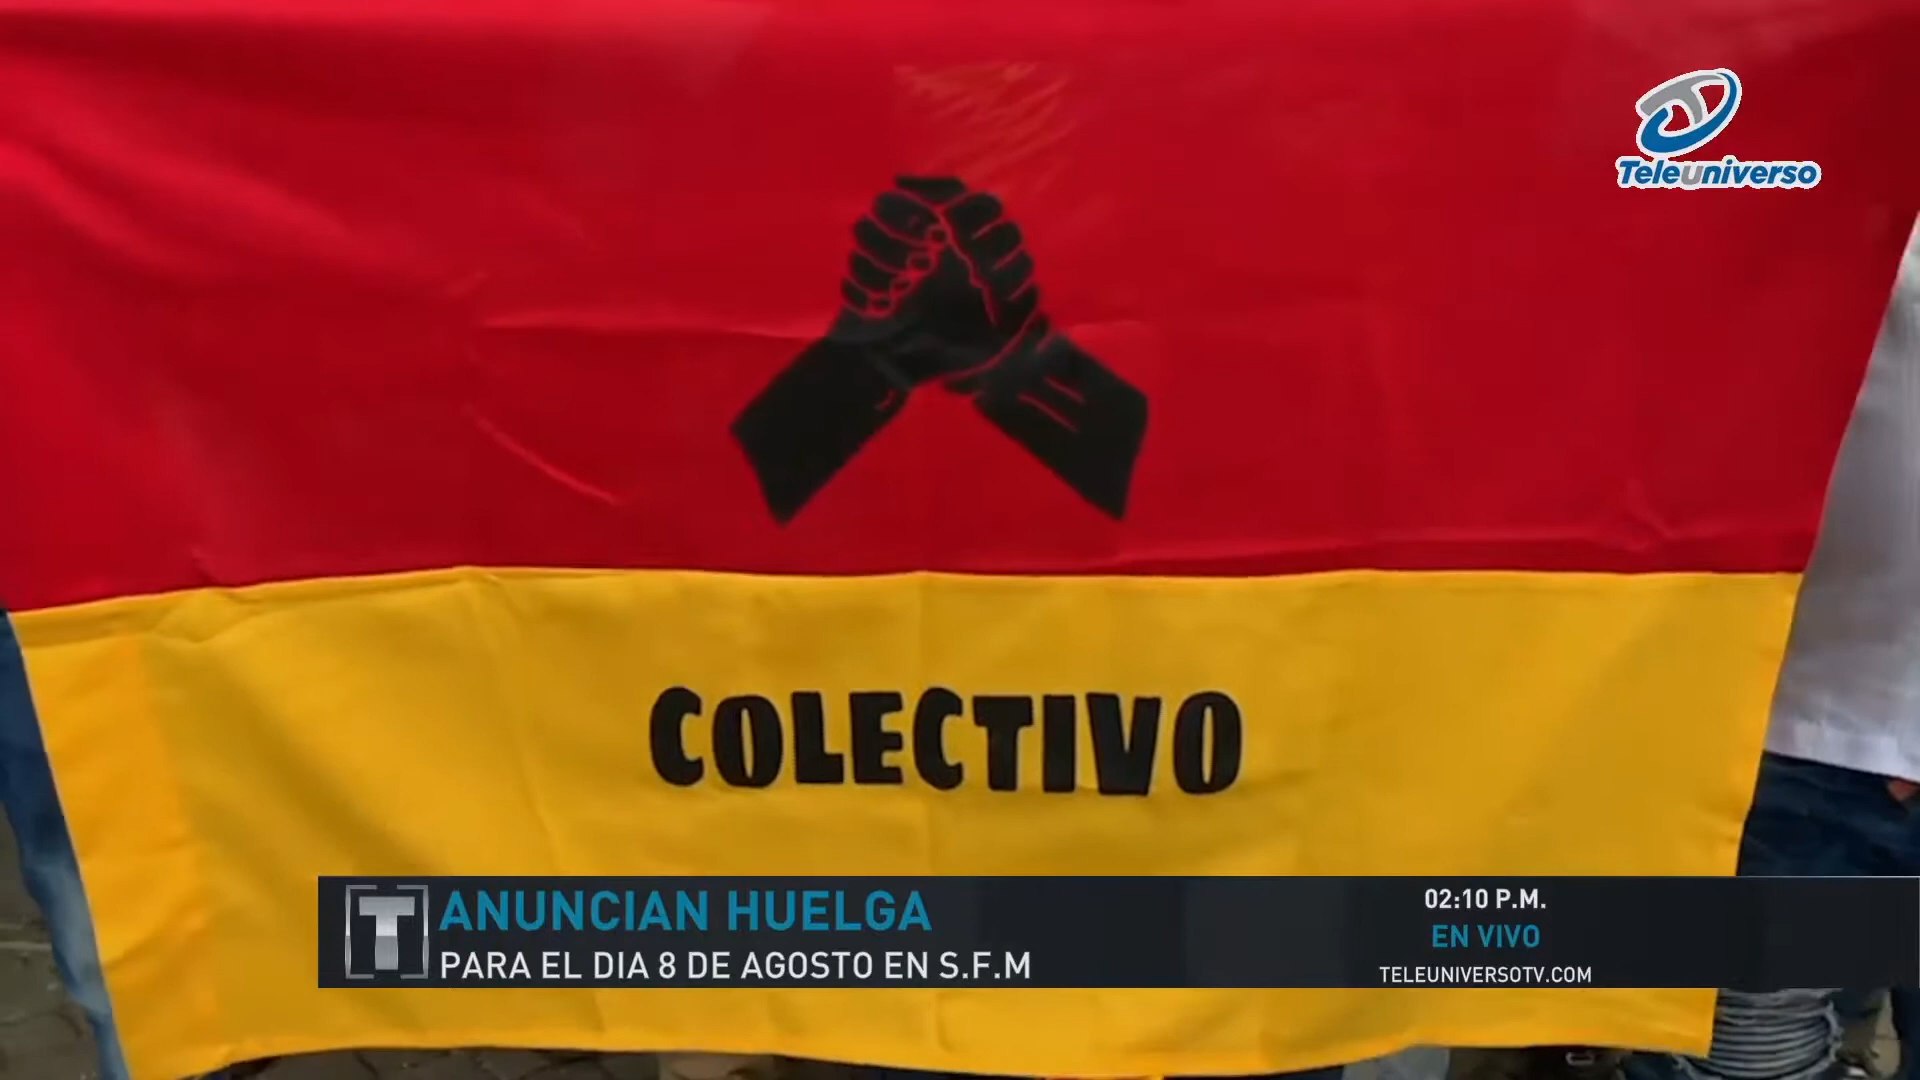 Teleuniverso
COLECTIVO
ANUNCIAN HUELGA
PARA EL DIA 8 DE AGOSTO EN S.F.M
02:10 P.M.
EN VIVO
TELEUNIVERSOTV.COM